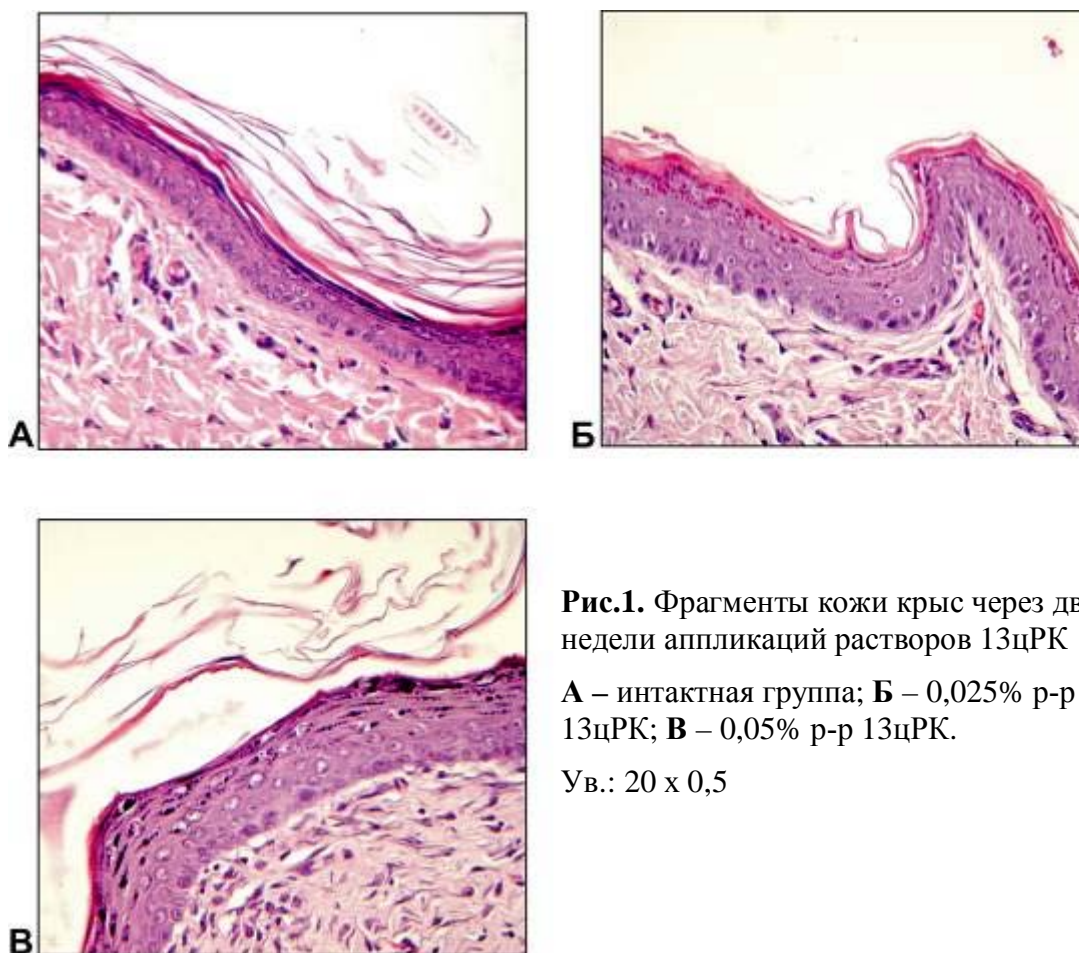 А
Б
В
Рис.1. Фрагменты кожи крыс через дв
недели аппликаций растворов 13цРК
А – интактная группа; Б – 0,025% р-р
13цРК; В – 0,05% р-р 13цРК.
Ув.: 20 х 0,5